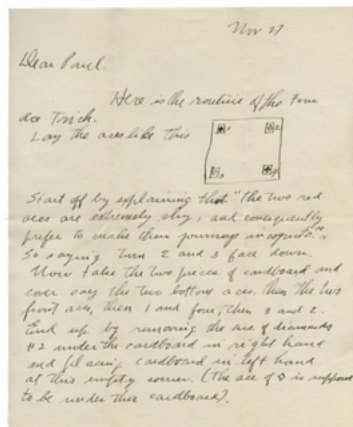 Nov 27
Dear Paul.
Here is the routine of the Four
Ace Trick.
Lay the aces like this
1 2
3 4
Start off by explaining that "the two red
aces are extremely shy, and consequently
prefer to make their journeys incognito."
So saying turn 2 and 3 face down.
Now take the two pieces of cardboard and
cover say the two bottom aces, then the two
front aces, then 1 and four, then 3 and 2.
End up by removing the ace of diamonds
#2 under the cardboard in right hand
and placing cardboard in left hand
at this empty corner. (The ace of ◇ is supposed
to be under this cardboard).